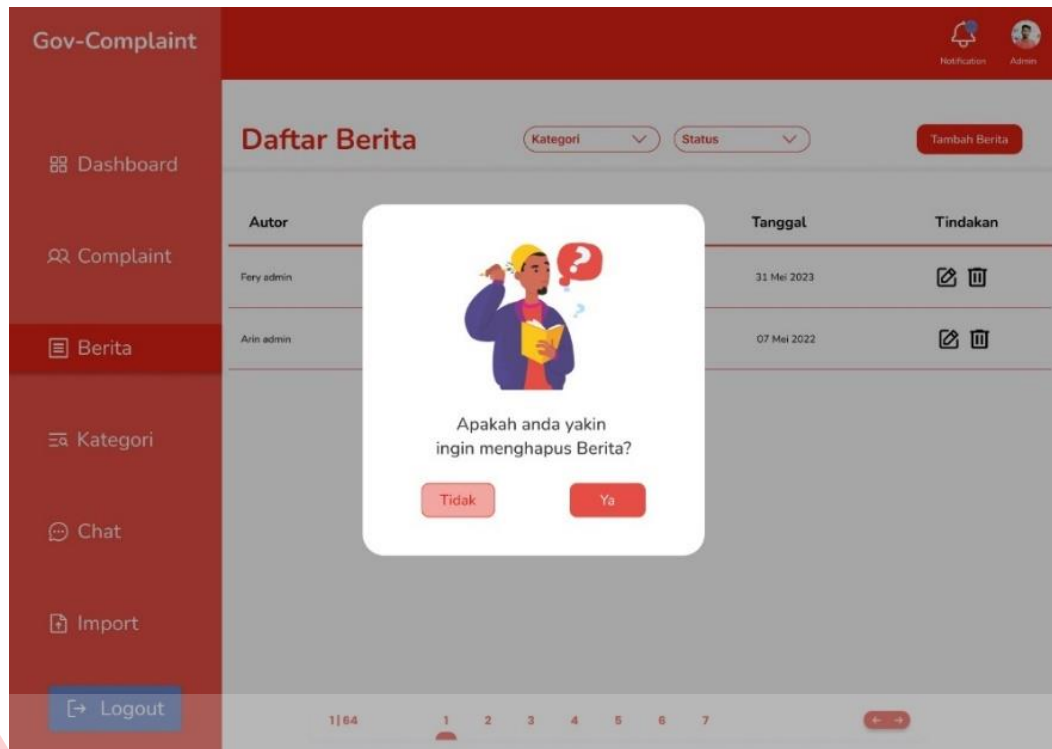 Gov-Complaint
Notification
Admin
Dashboard
Complaint
Berita
Kategori
Chat
Import
Logout
Daftar Berita
Kategori
Status
Tambah Berita
Autor Tanggal Tindakan
Fery admin 31 Mei 2023
Arin admin 07 Mei 2022
?
?
Apakah anda yakin
ingin menghapus Berita?
Tidak
Ya
1|64 1 2 3 4 5 6 7